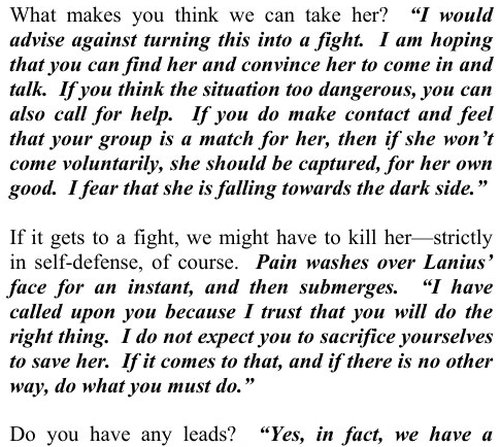 What makes you think we can take her? “I would
advise against turning this into a fight. I am hoping
that you can find her and convince her to come in and
talk. If you think the situation too dangerous, you can
also call for help. If you do make contact and feel
that your group is a match for her, then if she won’t
come voluntarily, she should be captured, for her own
good. I fear that she is falling towards the dark side.”
If it gets to a fight, we might have to kill her—strictly
in self-defense, of course. Pain washes over Lanius’
face for an instant, and then submerges. “I have
called upon you because I trust that you will do the
right thing. I do not expect you to sacrifice yourselves
to save her. If it comes to that, and if there is no other
way, do what you must do.”
Do you have any leads? “Yes, in fact, we have a